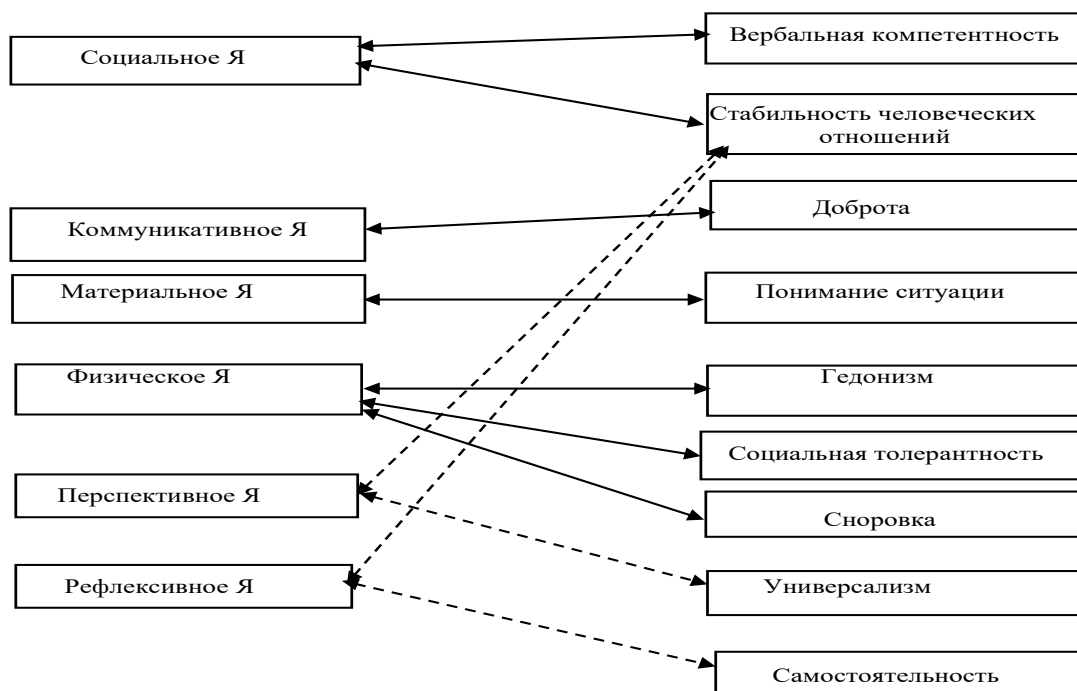 Социальное Я
Вербальная компетентность
Стабильность человеческих
отношений
Коммуникативное Я
Доброта
Материальное Я
Понимание ситуации
Физическое Я
Гедонизм
Социальная толерантность
Перспективное Я
Сноровка
Рефлексивное Я
Универсализм
Самостоятельность